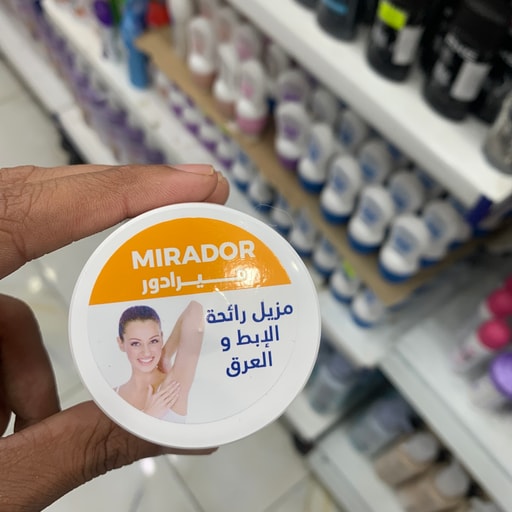 MIRADOR
ميرادور
مزيل رائحة
الإبط و
العرق